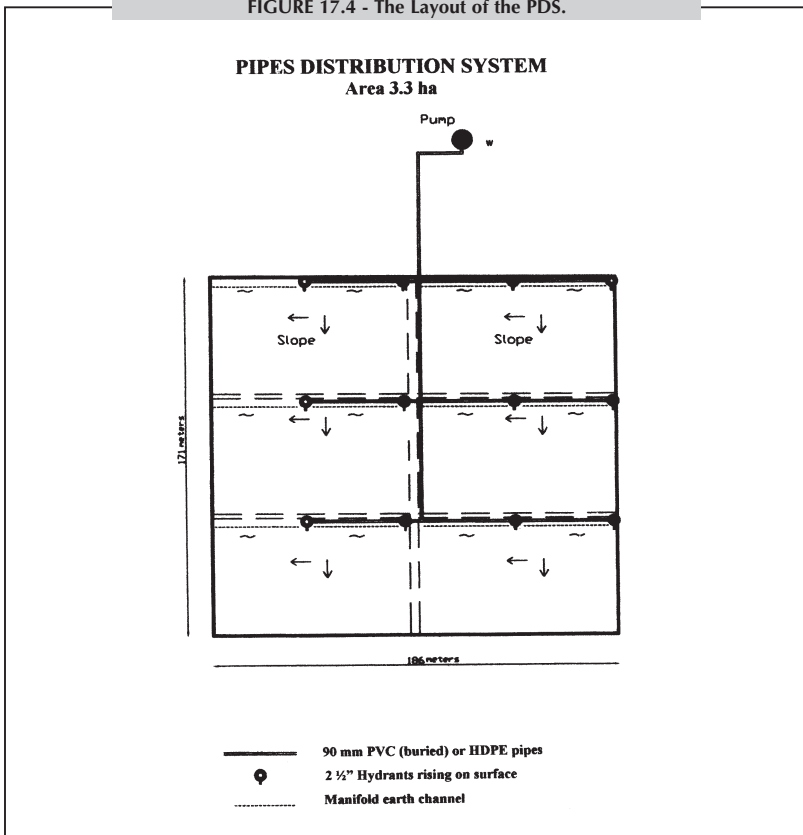 FIGURE 17.4 - The Layout of the PDS.
PIPES DISTRIBUTION SYSTEM
Area 3.3 ha
Pump
w
Slope
Slope
171 meters
186 meters
90 mm PVC (buried) or HDPE pipes
2 ½” Hydrants rising on surface
Manifold earth channel